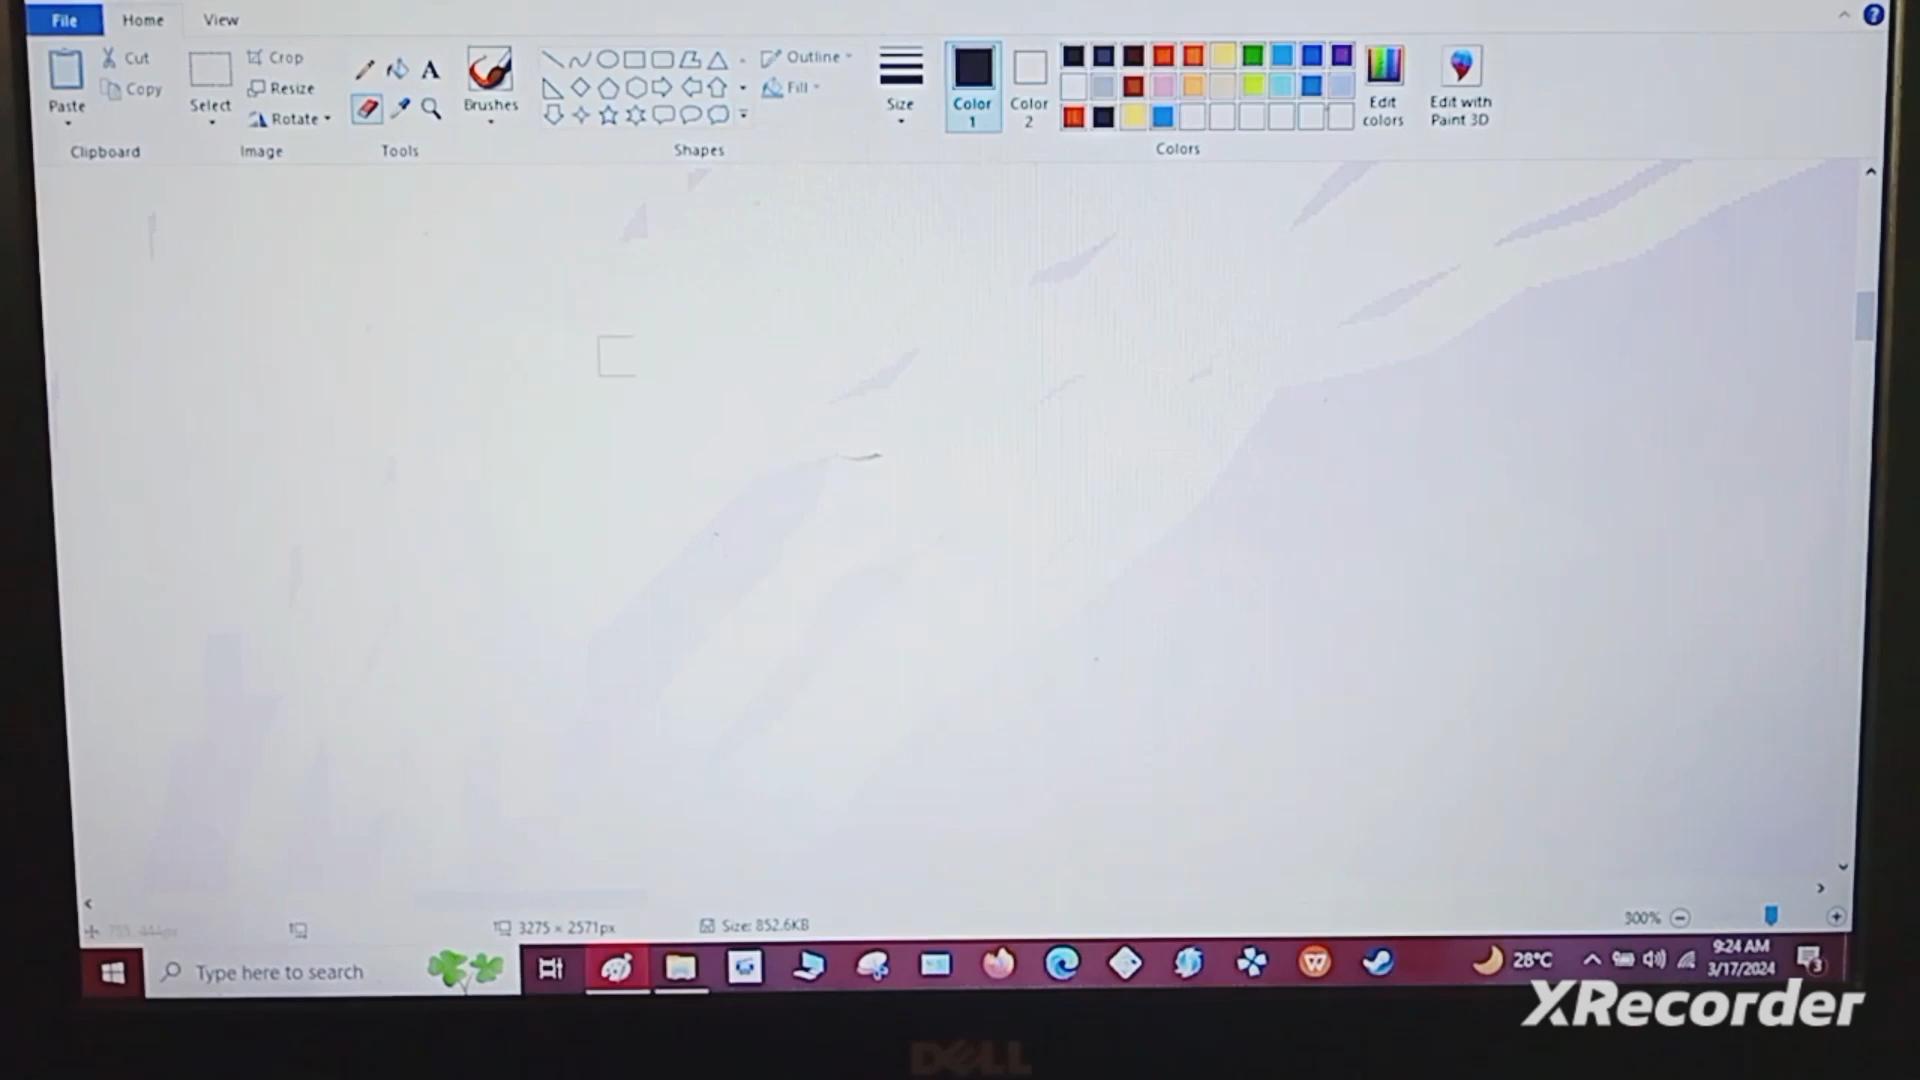 File Home View
Cut
Copy
Paste
Clipboard
Select
Crop
Resize
Rotate
Image
A
Tools
Brushes
Outline
Fill
Shapes
Size
Color 1
Color 2
Edit colors
Edit with Paint 3D
Colors
3275 × 2571px
Size: 852.6KB
300%
Type here to search
28°C
9:24 AM
3/17/2024
3
XRecorder
DELL